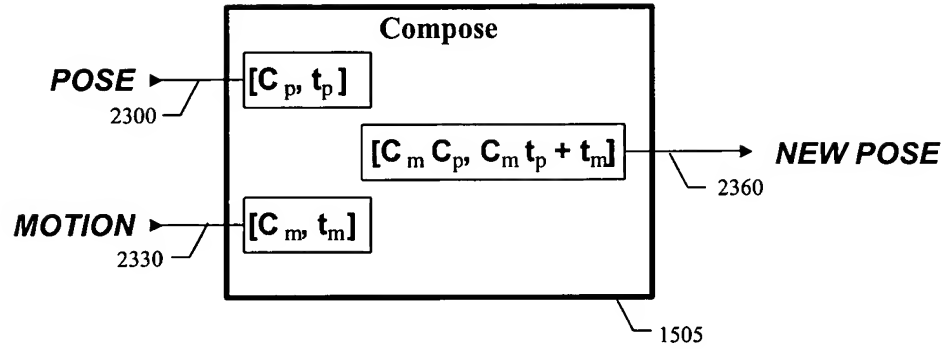 Compose
POSE
[C p, t p]
2300
[C m C p, C m t p + t m]
NEW POSE
2360
MOTION
[C m, t m]
2330
1505